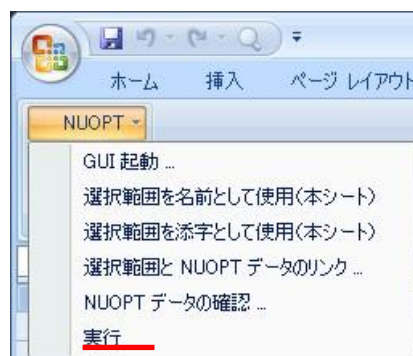 ホーム 挿入 ページ レイアウト
NUOPT
GUI 起動 ...
選択範囲を名前として使用(本シート)
選択範囲を添字として使用(本シート)
選択範囲と NUOPT データのリンク ...
NUOPT データの確認 ...
実行